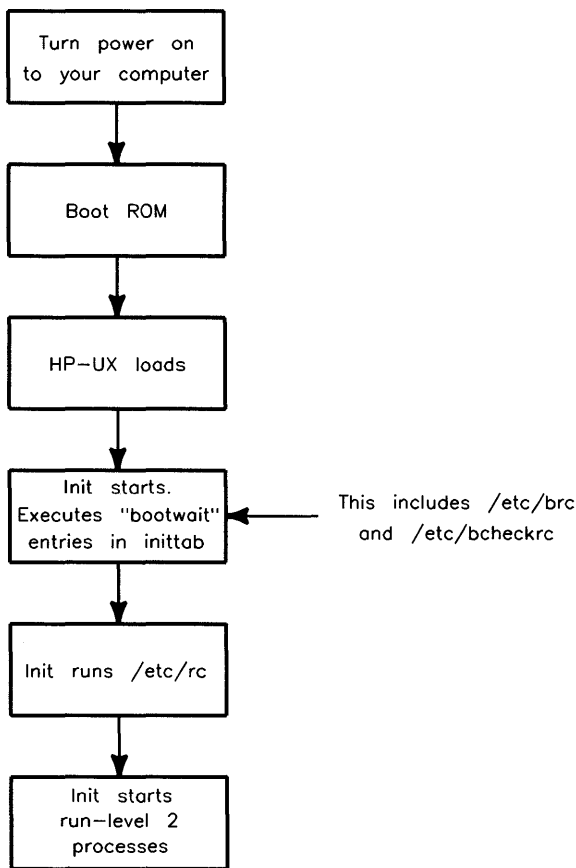 Turn power on
to your computer
Boot ROM
HP-UX loads
Init starts.
Executes "bootwait"
entries in inittab
This includes /etc/brc
and /etc/bcheckrc
Init runs /etc/rc
Init starts
run-level 2
processes